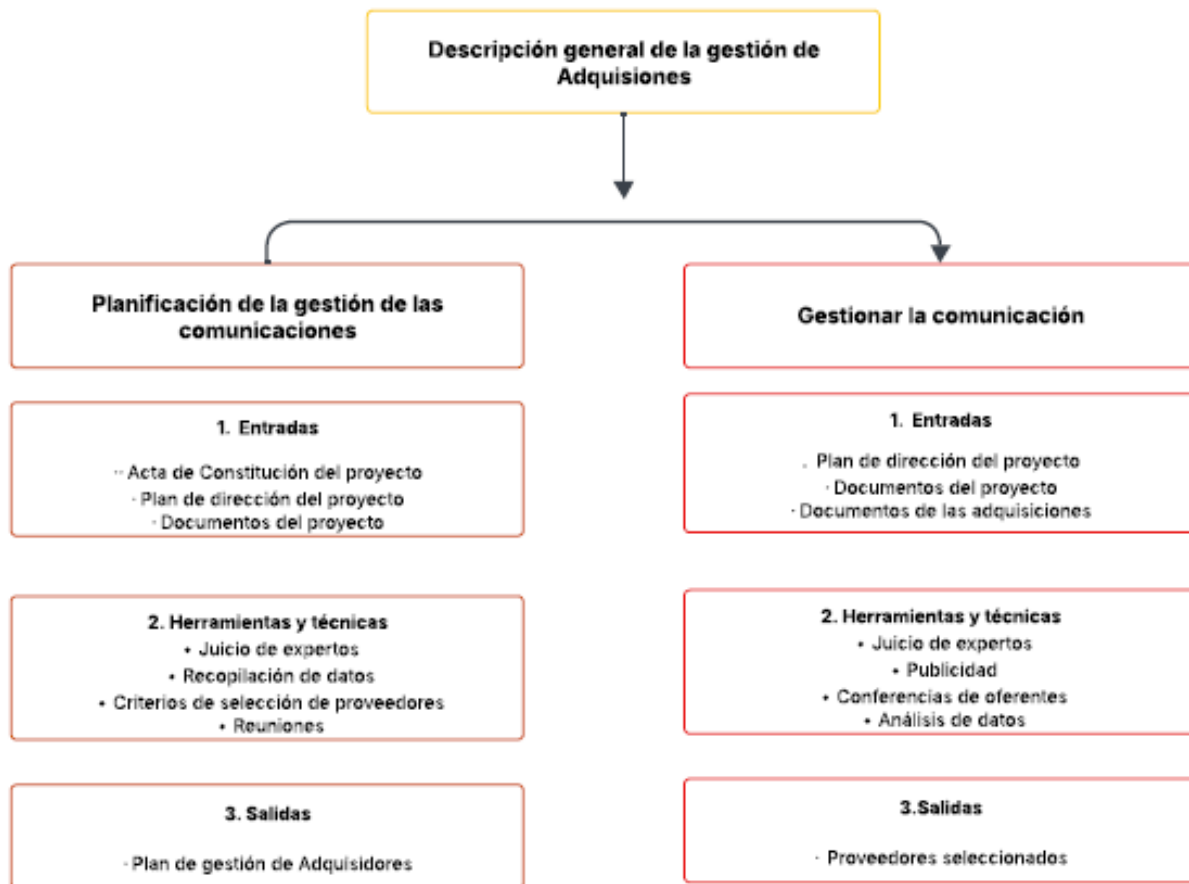 Descripción general de la gestión de
Adquisiones
Planificación de la gestión de las
comunicaciones
1. Entradas
·· Acta de Constitución del proyecto
· Plan de dirección del proyecto
· Documentos del proyecto
2. Herramientas y técnicas
• Juicio de expertos
• Recopilación de datos
• Criterios de selección de proveedores
• Reuniones
3. Salidas
· Plan de gestión de Adquisidores
Gestionar la comunicación
1. Entradas
. Plan de dirección del proyecto
· Documentos del proyecto
· Documentos de las adquisiciones
2. Herramientas y técnicas
• Juicio de expertos
• Publicidad
• Conferencias de oferentes
• Análisis de datos
3.Salidas
· Proveedores seleccionados